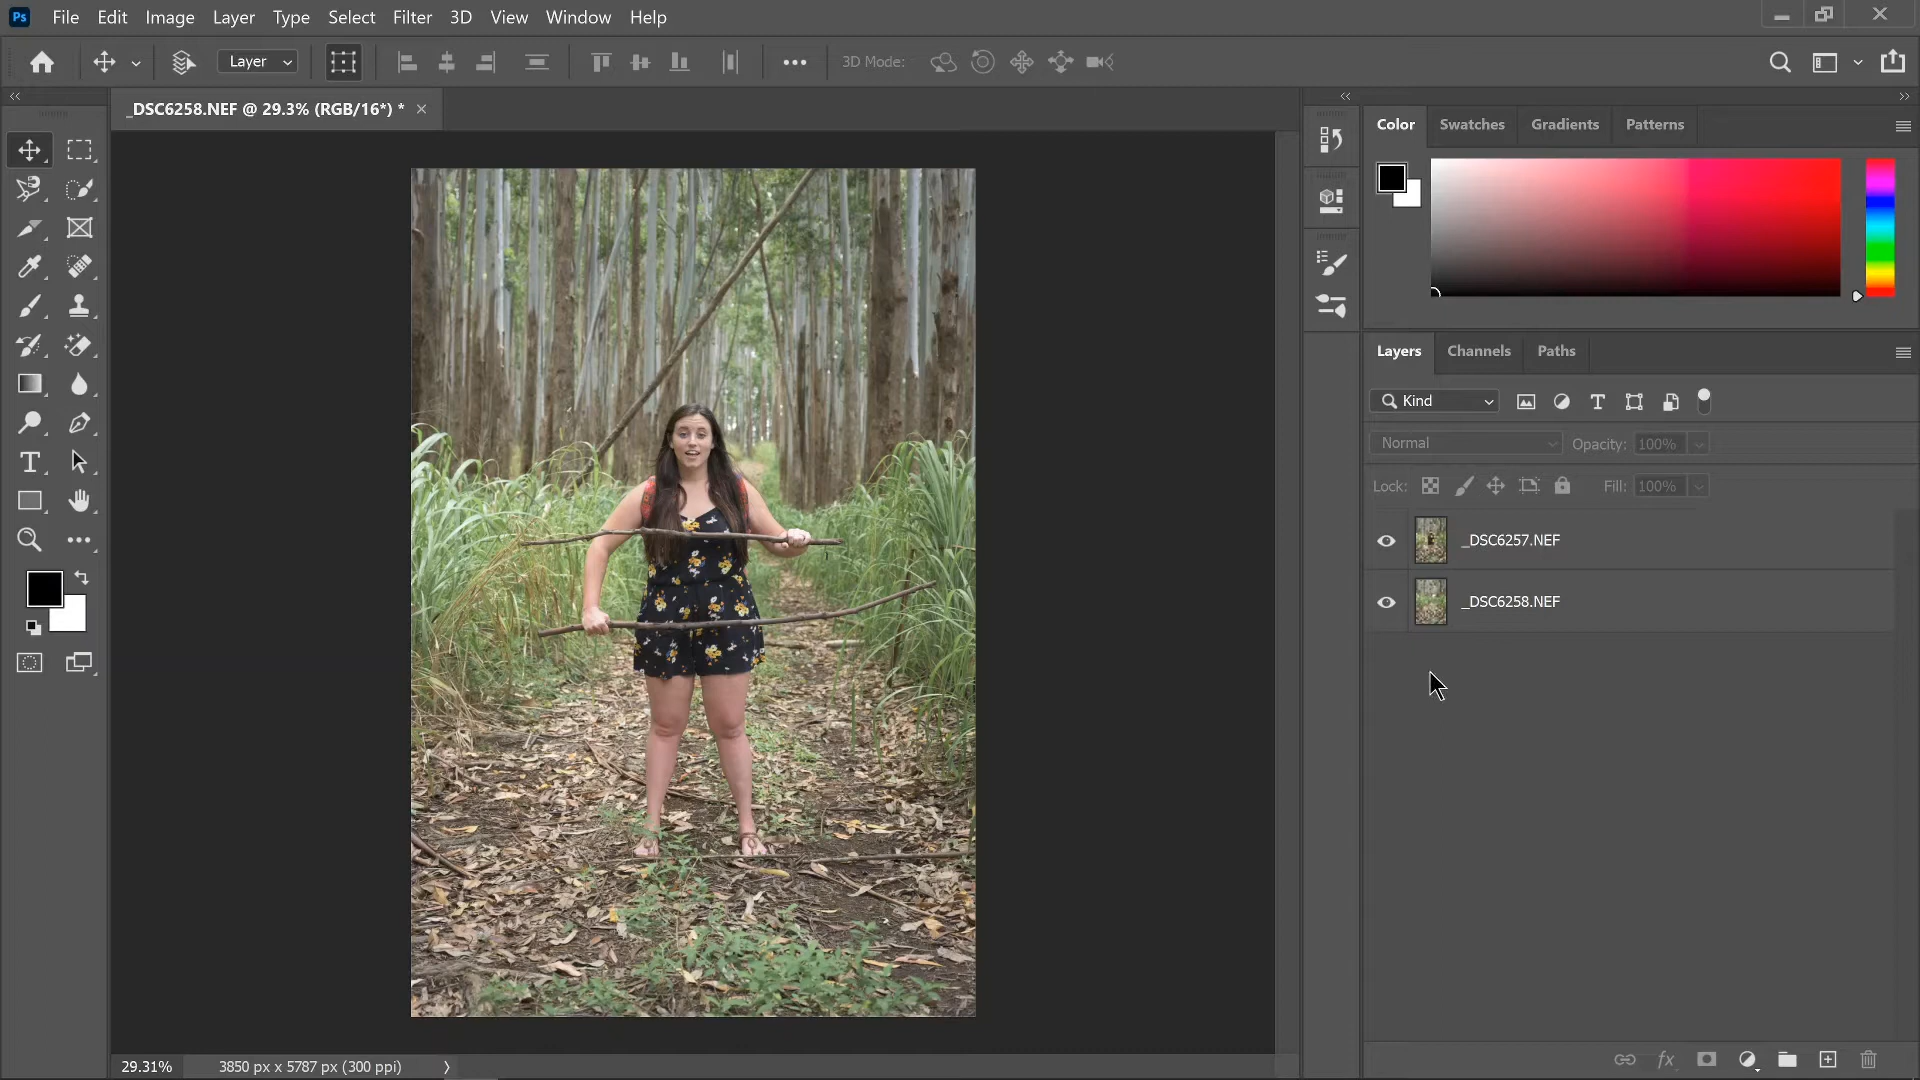 Ps File Edit Image Layer Type Select Filter 3D View Window Help
Layer 3D Mode:
_DSC6258.NEF @ 29.3% (RGB/16*) *
Color Swatches Gradients Patterns
Layers Channels Paths
Kind
Normal Opacity: 100%
Lock: Fill: 100%
_DSC6257.NEF
_DSC6258.NEF
29.31% 3850 px x 5787 px (300 ppi)
fx